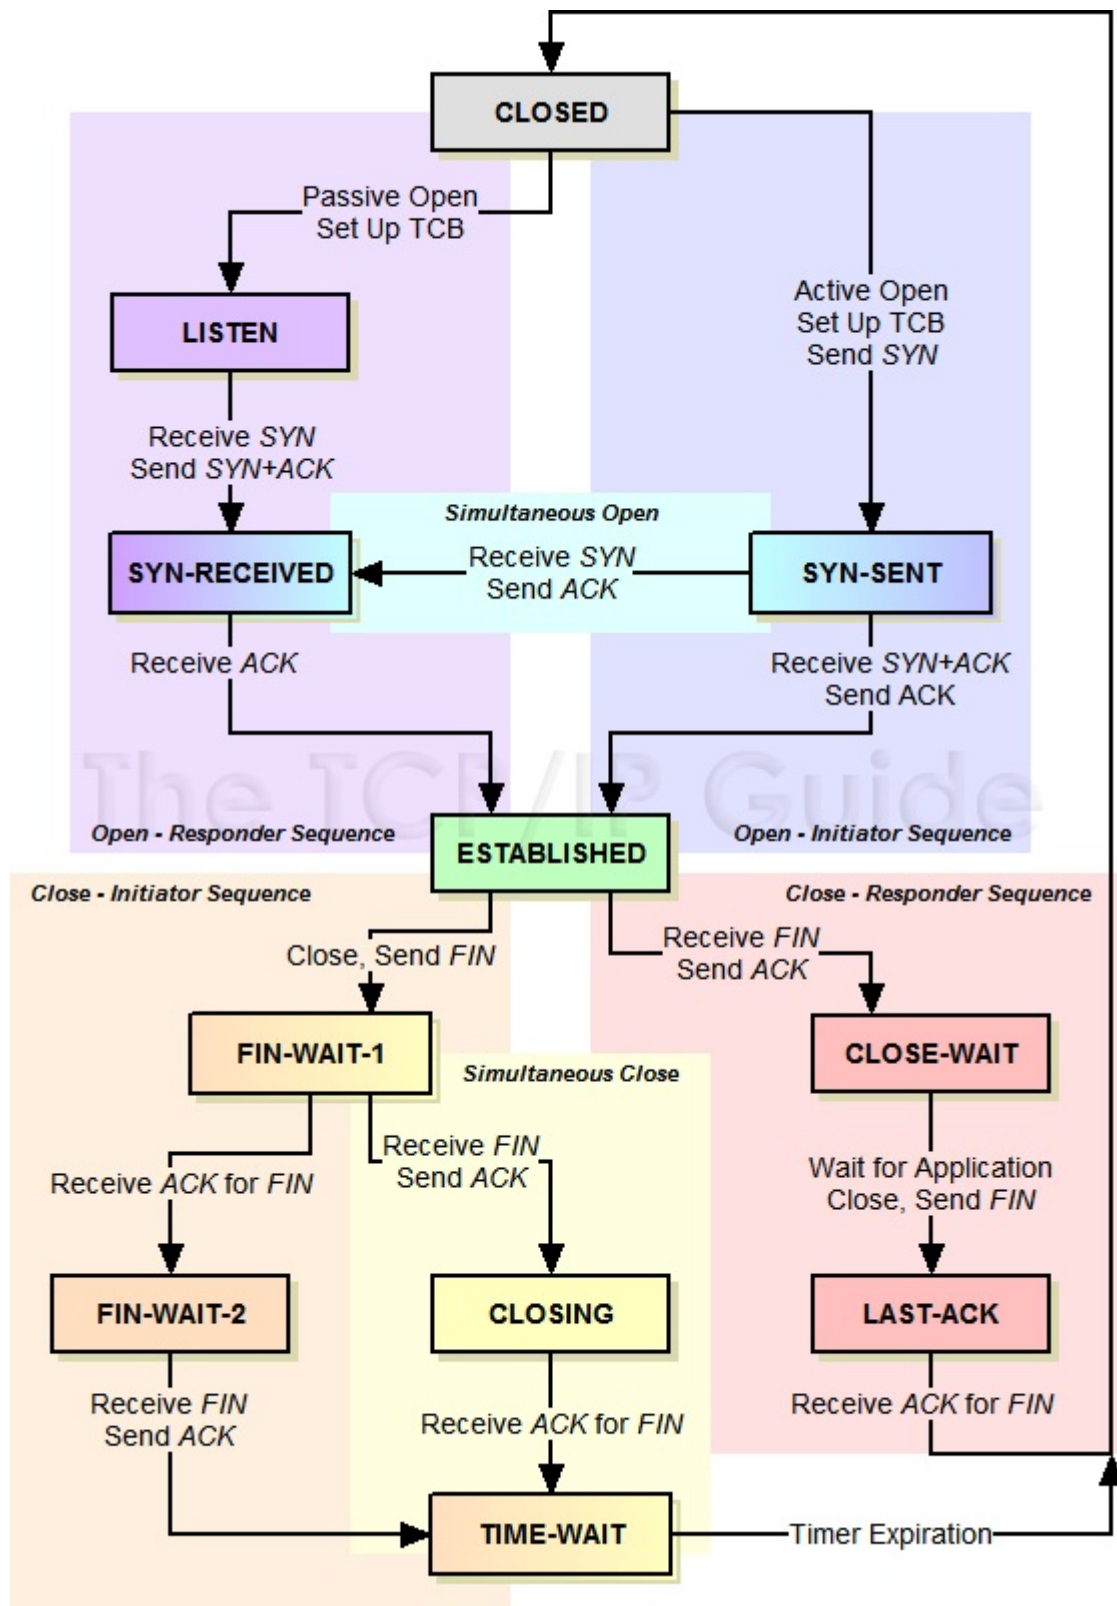 CLOSED
Passive Open
Set Up TCB
Active Open
Set Up TCB
Send SYN
LISTEN
Receive SYN
Send SYN+ACK
Simultaneous Open
SYN-RECEIVED
Receive SYN
Send ACK
SYN-SENT
Receive ACK
Receive SYN+ACK
Send ACK
The TCP/IP Guide
Open - Responder Sequence
Open - Initiator Sequence
ESTABLISHED
Close - Initiator Sequence
Close - Responder Sequence
Close, Send FIN
Receive FIN
Send ACK
FIN-WAIT-1
CLOSE-WAIT
Simultaneous Close
Receive ACK for FIN
Receive FIN
Send ACK
Wait for Application
Close, Send FIN
FIN-WAIT-2
CLOSING
LAST-ACK
Receive FIN
Send ACK
Receive ACK for FIN
Receive ACK for FIN
TIME-WAIT
Timer Expiration